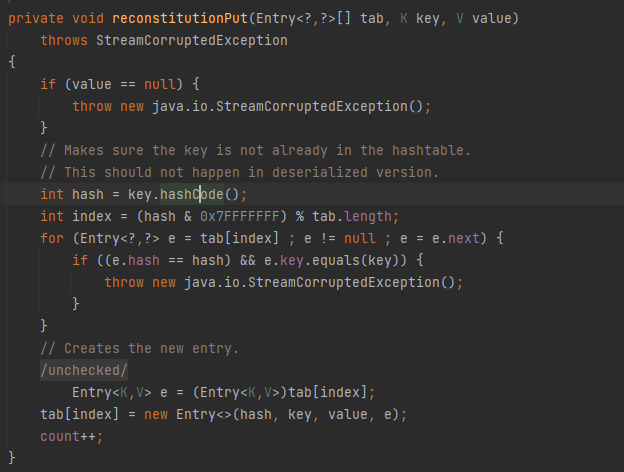 private void reconstitutionPut(Entry<?,?>[] tab, K key, V value)
throws StreamCorruptedException
{
if (value == null) {
throw new java.io.StreamCorruptedException();
}
// Makes sure the key is not already in the hashtable.
// This should not happen in deserialized version.
int hash = key.hashCode();
int index = (hash & 0x7FFFFFFF) % tab.length;
for (Entry<?,?> e = tab[index] ; e != null ; e = e.next) {
if ((e.hash == hash) && e.key.equals(key)) {
throw new java.io.StreamCorruptedException();
}
}
// Creates the new entry.
/unchecked/
Entry<K,V> e = (Entry<K,V>)tab[index];
tab[index] = new Entry<>(hash, key, value, e);
count++;
}